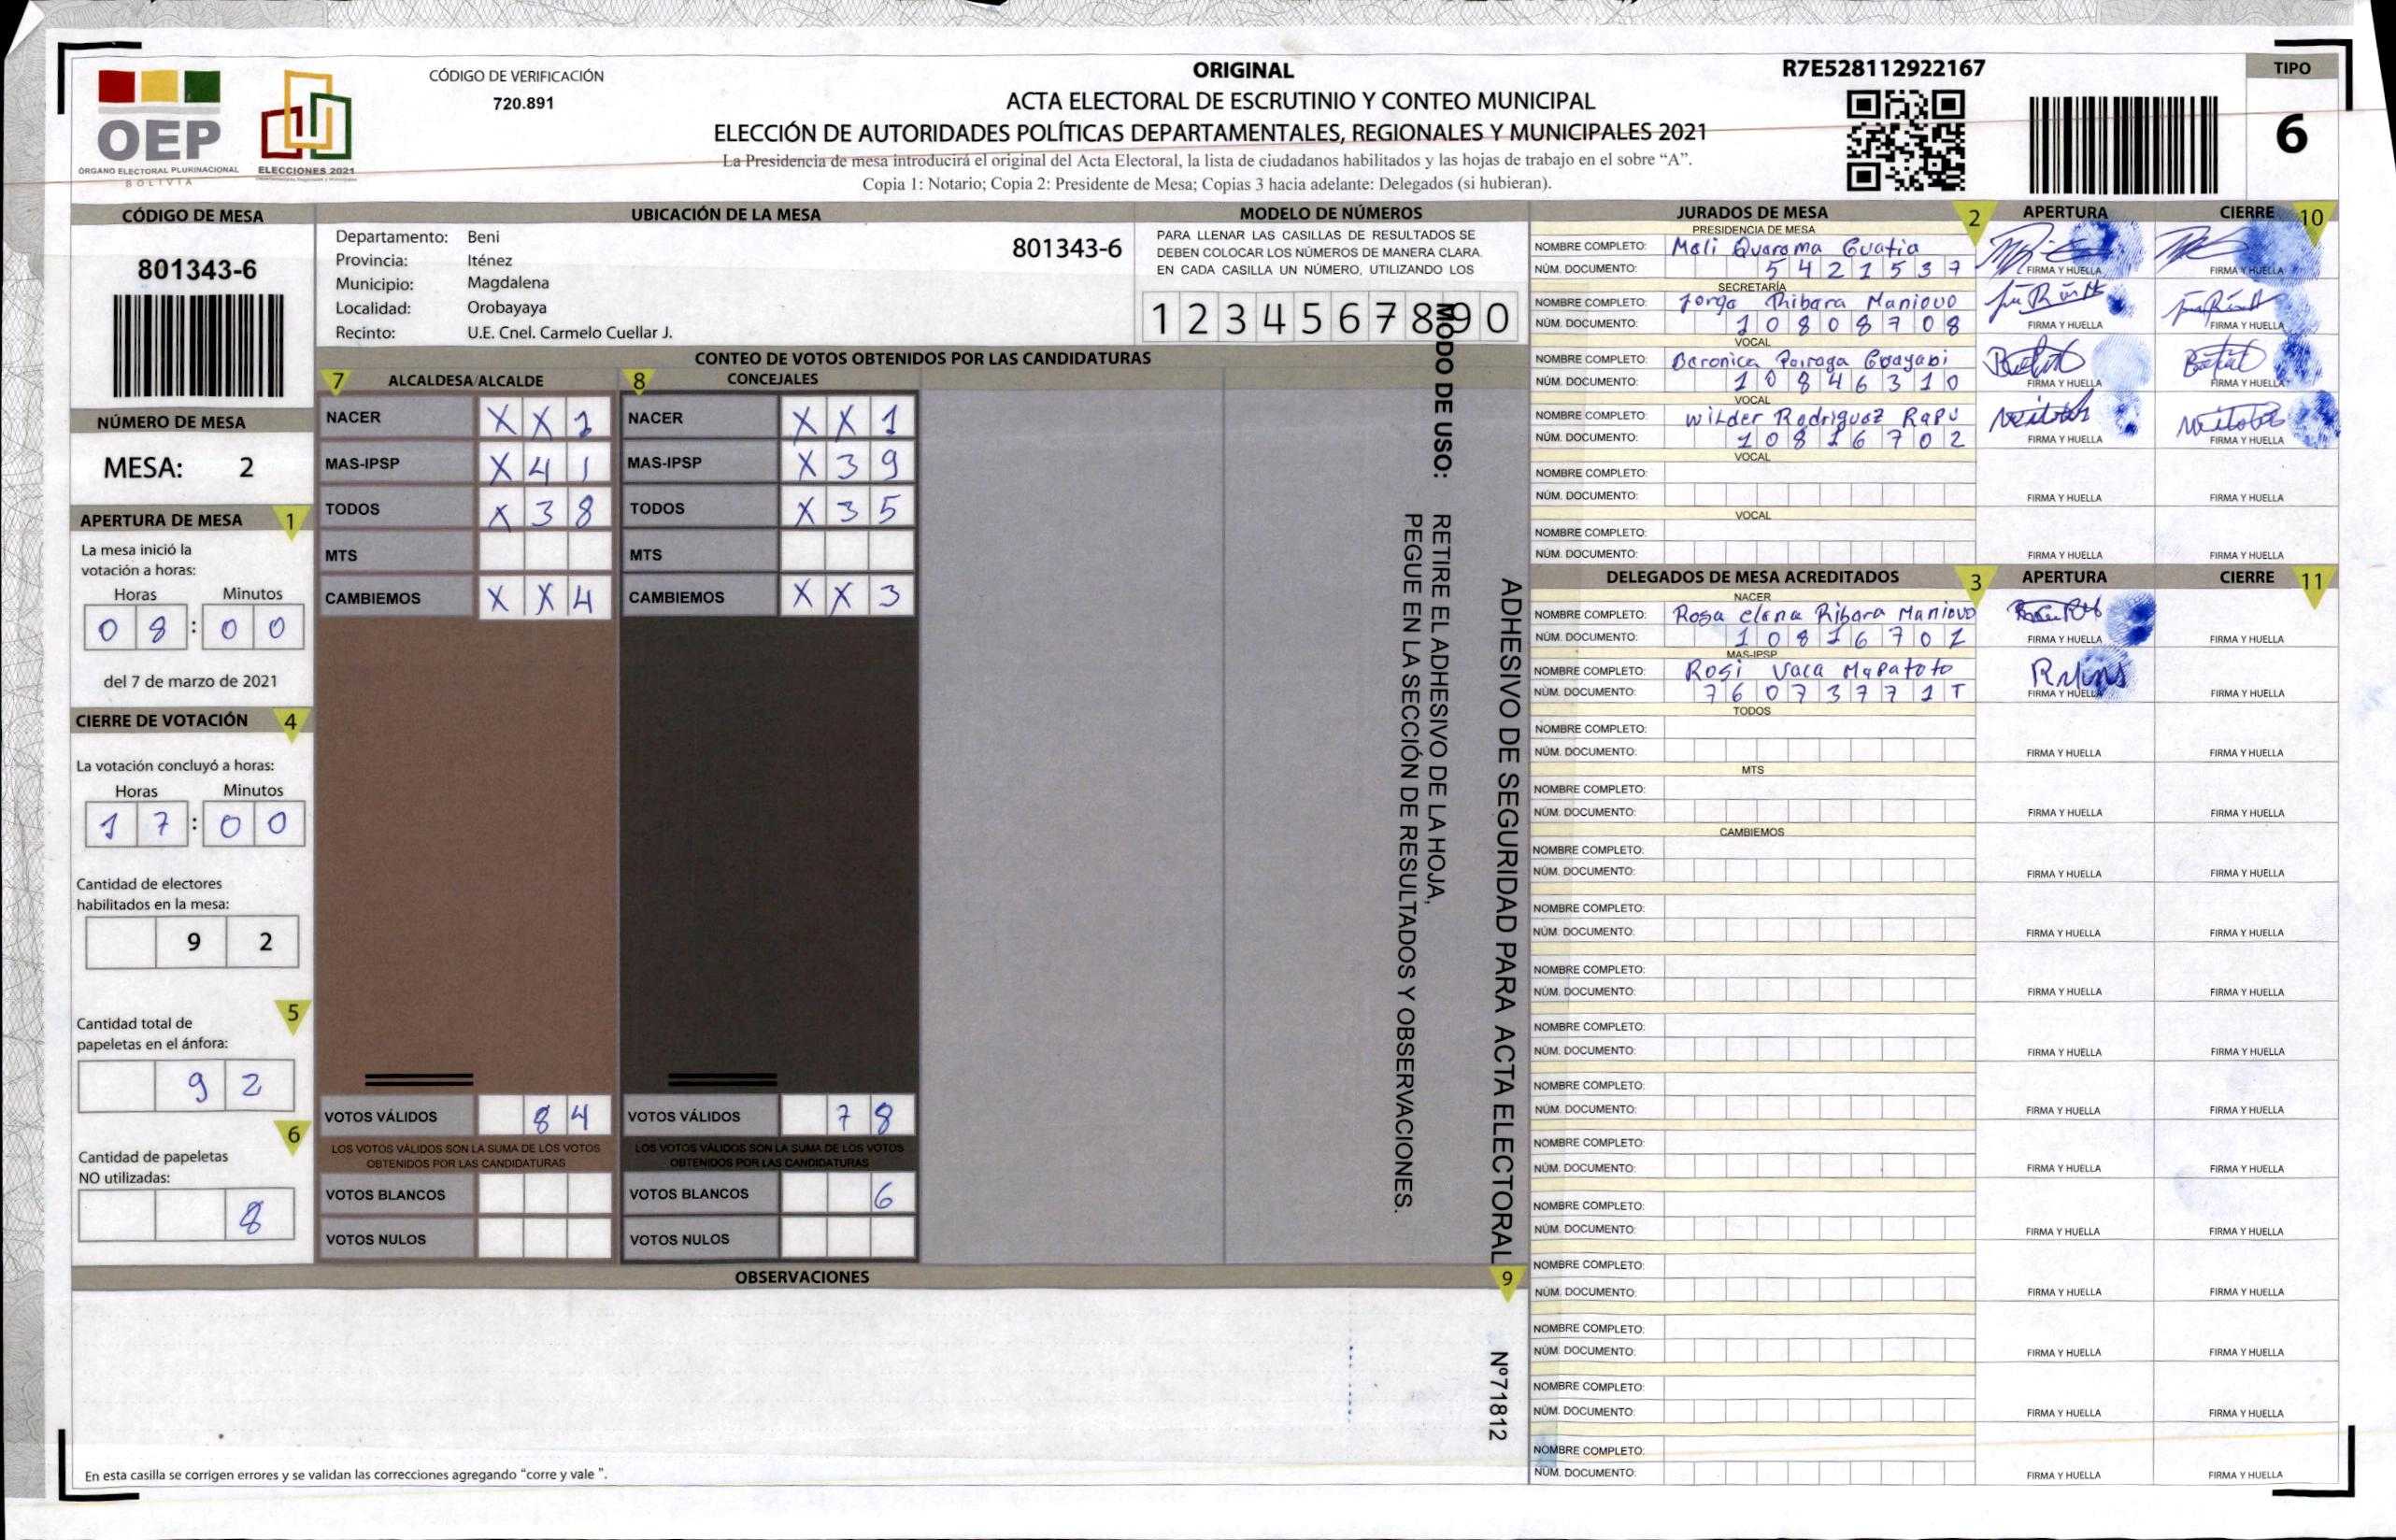 OEP
ÓRGANO ELECTORAL PLURINACIONAL
BOLIVIA
ELECCIONES 2021
CÓDIGO DE VERIFICACIÓN
720.891
ORIGINAL
ACTA ELECTORAL DE ESCRUTINIO Y CONTEO MUNICIPAL
ELECCIÓN DE AUTORIDADES POLÍTICAS DEPARTAMENTALES, REGIONALES Y MUNICIPALES 2021
La Presidencia de mesa introducirá el original del Acta Electoral, la lista de ciudadanos habilitados y las hojas de trabajo en el sobre “A”.
Copia 1: Notario; Copia 2: Presidente de Mesa; Copias 3 hacia adelante: Delegados (si hubieran).
R7E528112922167
TIPO
6
CÓDIGO DE MESA
801343-6
NÚMERO DE MESA
MESA: 2
APERTURA DE MESA 1
La mesa inició la
votación a horas:
Horas Minutos
0 8 : 0 0
del 7 de marzo de 2021
CIERRE DE VOTACIÓN 4
La votación concluyó a horas:
Horas Minutos
1 7 : 0 0
Cantidad de electores
habilitados en la mesa:
9 2
5
Cantidad total de
papeletas en el ánfora:
9 2
6
Cantidad de papeletas
NO utilizadas:
8
UBICACIÓN DE LA MESA
Departamento: Beni
801343-6
Provincia: Iténez
Municipio: Magdalena
Localidad: Orobayaya
Recinto: U.E. Cnel. Carmelo Cuellar J.
MODELO DE NÚMEROS
PARA LLENAR LAS CASILLAS DE RESULTADOS SE
DEBEN COLOCAR LOS NÚMEROS DE MANERA CLARA.
EN CADA CASILLA UN NÚMERO, UTILIZANDO LOS
1 2 3 4 5 6 7 8 9 0
CONTEO DE VOTOS OBTENIDOS POR LAS CANDIDATURAS
7 ALCALDESA/ALCALDE
NACER X X 1
MAS-IPSP X 4 1
TODOS X 3 8
MTS
CAMBIEMOS X X 4
VOTOS VÁLIDOS 8 4
LOS VOTOS VÁLIDOS SON LA SUMA DE LOS VOTOS
OBTENIDOS POR LAS CANDIDATURAS
VOTOS BLANCOS
VOTOS NULOS
8 CONCEJALES
NACER X X 1
MAS-IPSP X 3 9
TODOS X 3 5
MTS
CAMBIEMOS X X 3
VOTOS VÁLIDOS 7 8
LOS VOTOS VÁLIDOS SON LA SUMA DE LOS VOTOS
OBTENIDOS POR LAS CANDIDATURAS
VOTOS BLANCOS 6
VOTOS NULOS
MODO DE USO: RETIRE EL ADHESIVO DE LA HOJA,
PEGUE EN LA SECCIÓN DE RESULTADOS Y OBSERVACIONES.
ADHESIVO DE SEGURIDAD PARA ACTA ELECTORAL
Nº71812
OBSERVACIONES 9
En esta casilla se corrigen errores y se validan las correcciones agregando “corre y vale ”.
JURADOS DE MESA 2 APERTURA CIERRE 10
PRESIDENCIA DE MESA
NOMBRE COMPLETO: Moli Quaroma Guatia
NÚM. DOCUMENTO: 5421537
FIRMA Y HUELLA FIRMA Y HUELLA
SECRETARÍA
NOMBRE COMPLETO: Jorge Ribara Maniovo
NÚM. DOCUMENTO: 10808708
FIRMA Y HUELLA FIRMA Y HUELLA
VOCAL
NOMBRE COMPLETO: Baronica Poiraga Guayabi
NÚM. DOCUMENTO: 10846310
FIRMA Y HUELLA FIRMA Y HUELLA
VOCAL
NOMBRE COMPLETO: Wilder Rodriguez Rapu
NÚM. DOCUMENTO: 10816702
FIRMA Y HUELLA FIRMA Y HUELLA
VOCAL
NOMBRE COMPLETO:
NÚM. DOCUMENTO:
FIRMA Y HUELLA FIRMA Y HUELLA
VOCAL
NOMBRE COMPLETO:
NÚM. DOCUMENTO:
FIRMA Y HUELLA FIRMA Y HUELLA
DELEGADOS DE MESA ACREDITADOS 3 APERTURA CIERRE 11
NACER
NOMBRE COMPLETO: Rosa elena Ribara Maniovo
NÚM. DOCUMENTO: 10816701
FIRMA Y HUELLA FIRMA Y HUELLA
MAS-IPSP
NOMBRE COMPLETO: Rosi Vaca Mapatoto
NÚM. DOCUMENTO: 76073771T
FIRMA Y HUELLA FIRMA Y HUELLA
TODOS
NOMBRE COMPLETO:
NÚM. DOCUMENTO:
FIRMA Y HUELLA FIRMA Y HUELLA
MTS
NOMBRE COMPLETO:
NÚM. DOCUMENTO:
FIRMA Y HUELLA FIRMA Y HUELLA
CAMBIEMOS
NOMBRE COMPLETO:
NÚM. DOCUMENTO:
FIRMA Y HUELLA FIRMA Y HUELLA
NOMBRE COMPLETO:
NÚM. DOCUMENTO:
FIRMA Y HUELLA FIRMA Y HUELLA
NOMBRE COMPLETO:
NÚM. DOCUMENTO:
FIRMA Y HUELLA FIRMA Y HUELLA
NOMBRE COMPLETO:
NÚM. DOCUMENTO:
FIRMA Y HUELLA FIRMA Y HUELLA
NOMBRE COMPLETO:
NÚM. DOCUMENTO:
FIRMA Y HUELLA FIRMA Y HUELLA
NOMBRE COMPLETO:
NÚM. DOCUMENTO:
FIRMA Y HUELLA FIRMA Y HUELLA
NOMBRE COMPLETO:
NÚM. DOCUMENTO:
FIRMA Y HUELLA FIRMA Y HUELLA
NOMBRE COMPLETO:
NÚM. DOCUMENTO:
FIRMA Y HUELLA FIRMA Y HUELLA
NOMBRE COMPLETO:
NÚM. DOCUMENTO:
FIRMA Y HUELLA FIRMA Y HUELLA
NOMBRE COMPLETO:
NÚM. DOCUMENTO:
FIRMA Y HUELLA FIRMA Y HUELLA
NOMBRE COMPLETO:
NÚM. DOCUMENTO:
FIRMA Y HUELLA FIRMA Y HUELLA